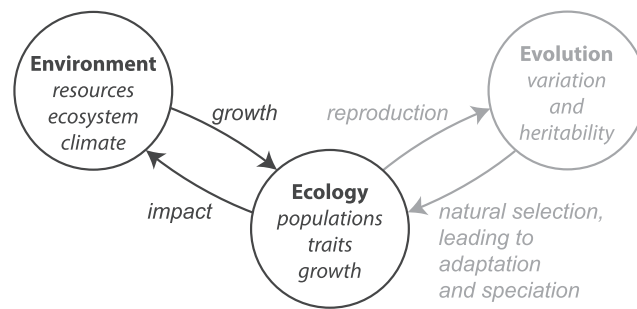 Environment
resources
ecosystem
climate
growth
impact
Ecology
populations
traits
growth
reproduction
Evolution
variation
and
heritability
natural selection,
leading to
adaptation
and speciation